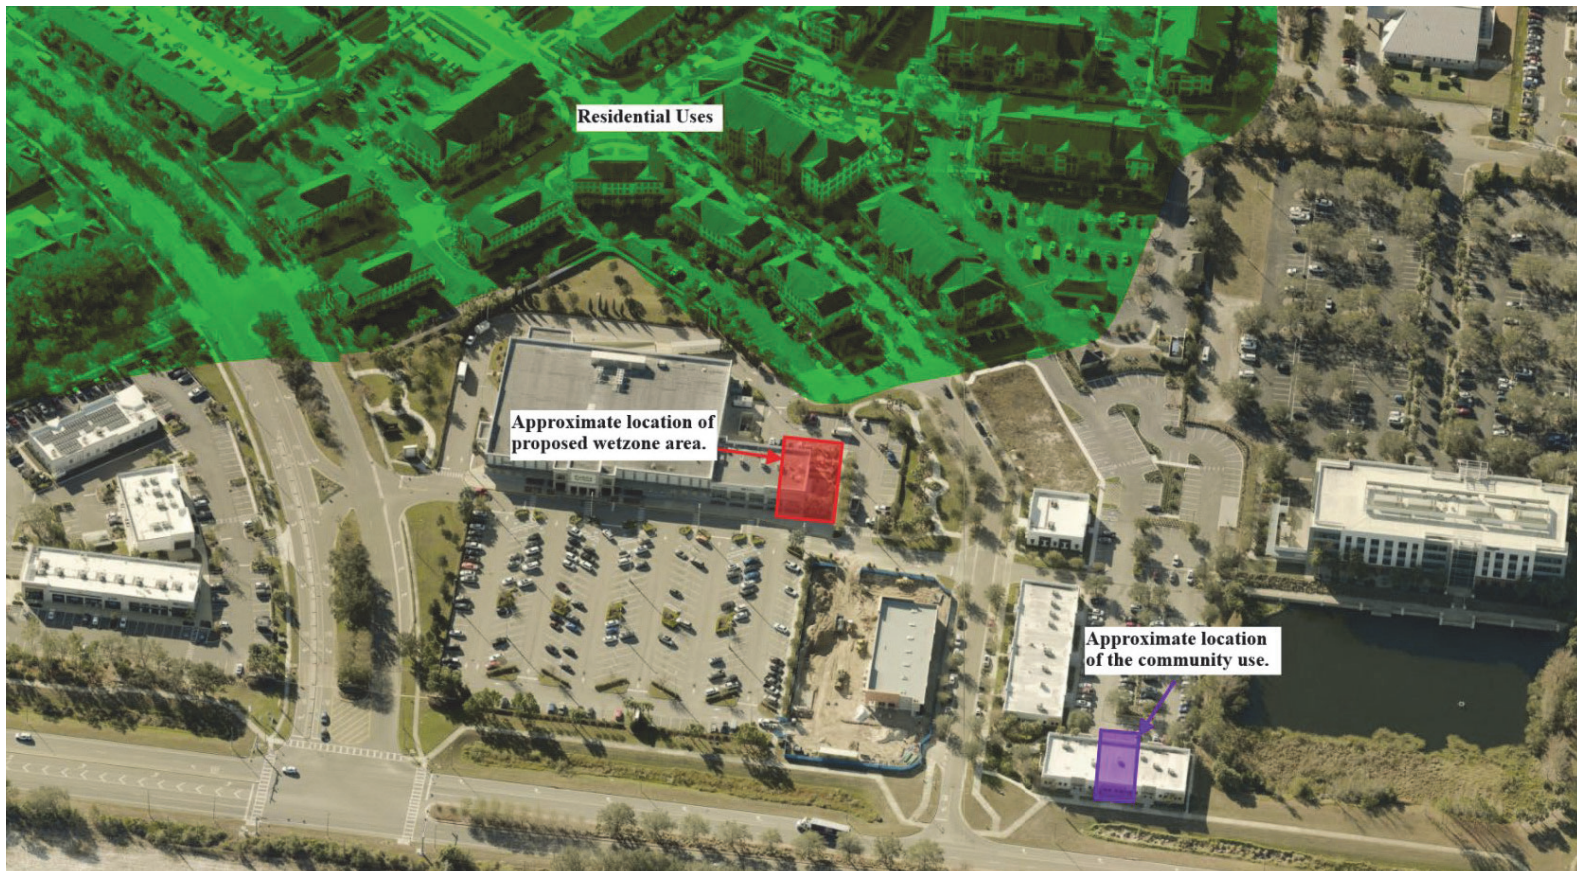 Residential Uses
Approximate location of
proposed wetzone area.
Approximate location
of the community use.